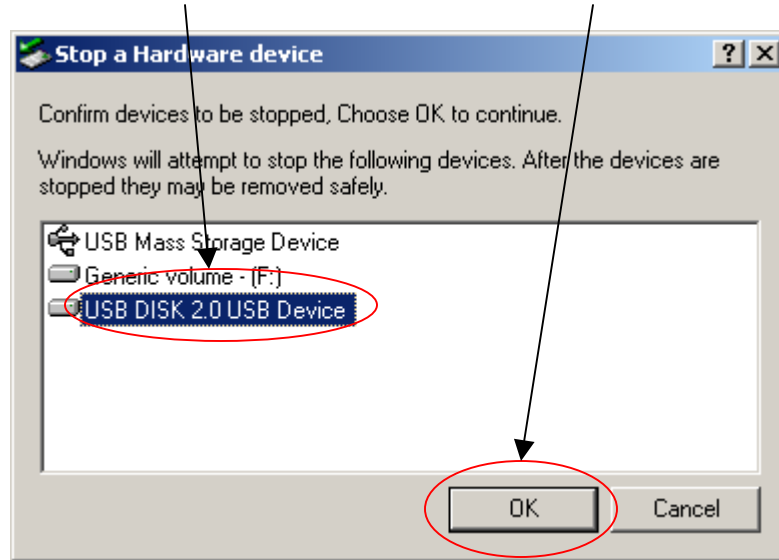 Stop a Hardware device
Confirm devices to be stopped, Choose OK to continue.
Windows will attempt to stop the following devices. After the devices are
stopped they may be removed safely.
USB Mass Storage Device
Generic volume - (F:)
USB DISK 2.0 USB Device
OK
Cancel